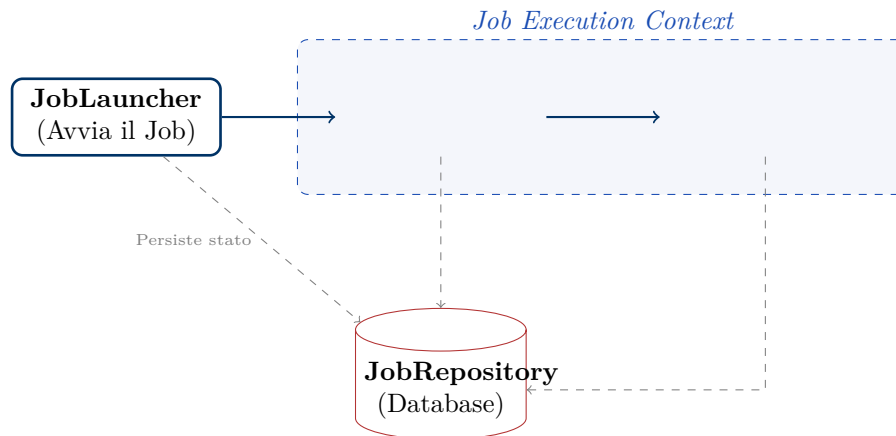 Job Execution Context
JobLauncher
(Avvia il Job)
Persiste stato
JobRepository
(Database)